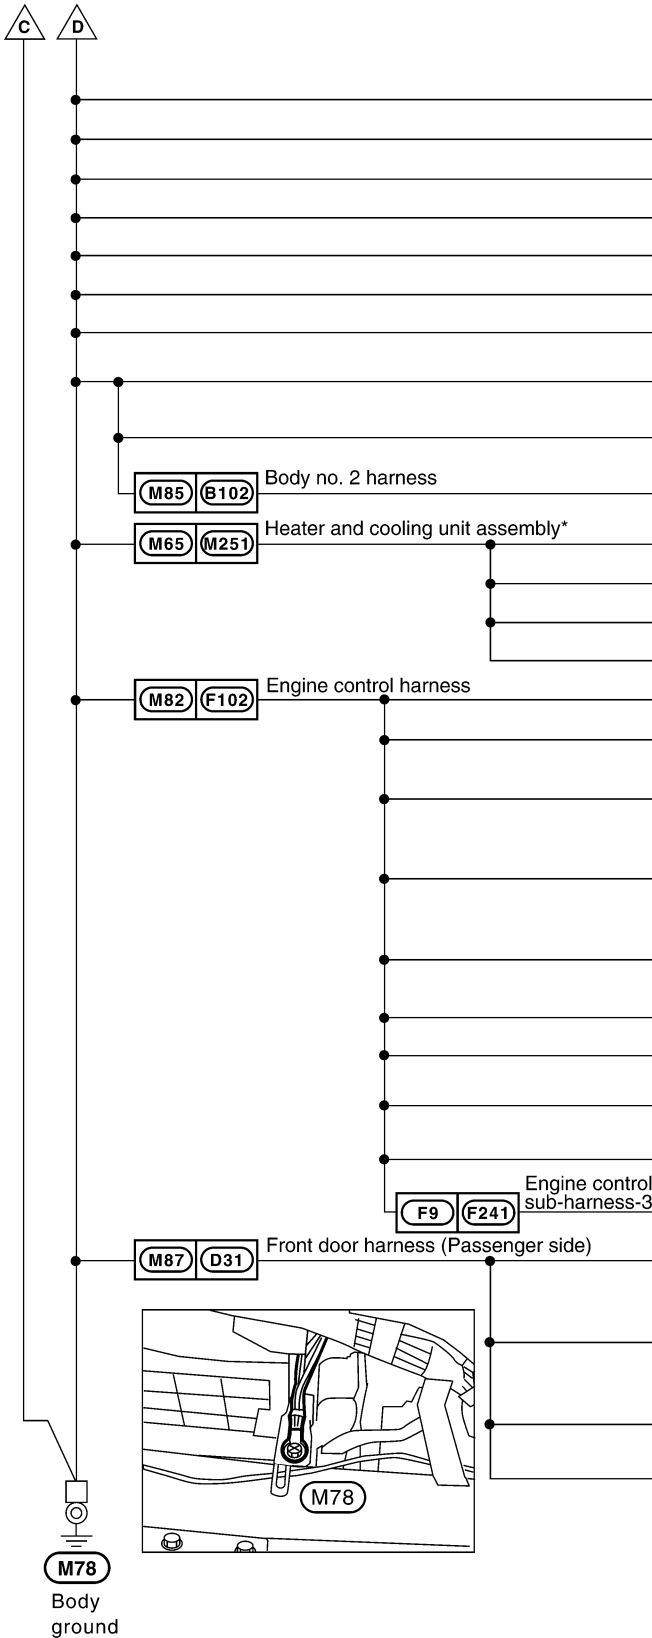 C D
Body no. 2 harness
M85 B102
Heater and cooling unit assembly*
M65 M251
Engine control harness
M82 F102
Engine control
sub-harness-3
F9 F241
Front door harness (Passenger side)
M87 D31
M78
M78
Body
ground